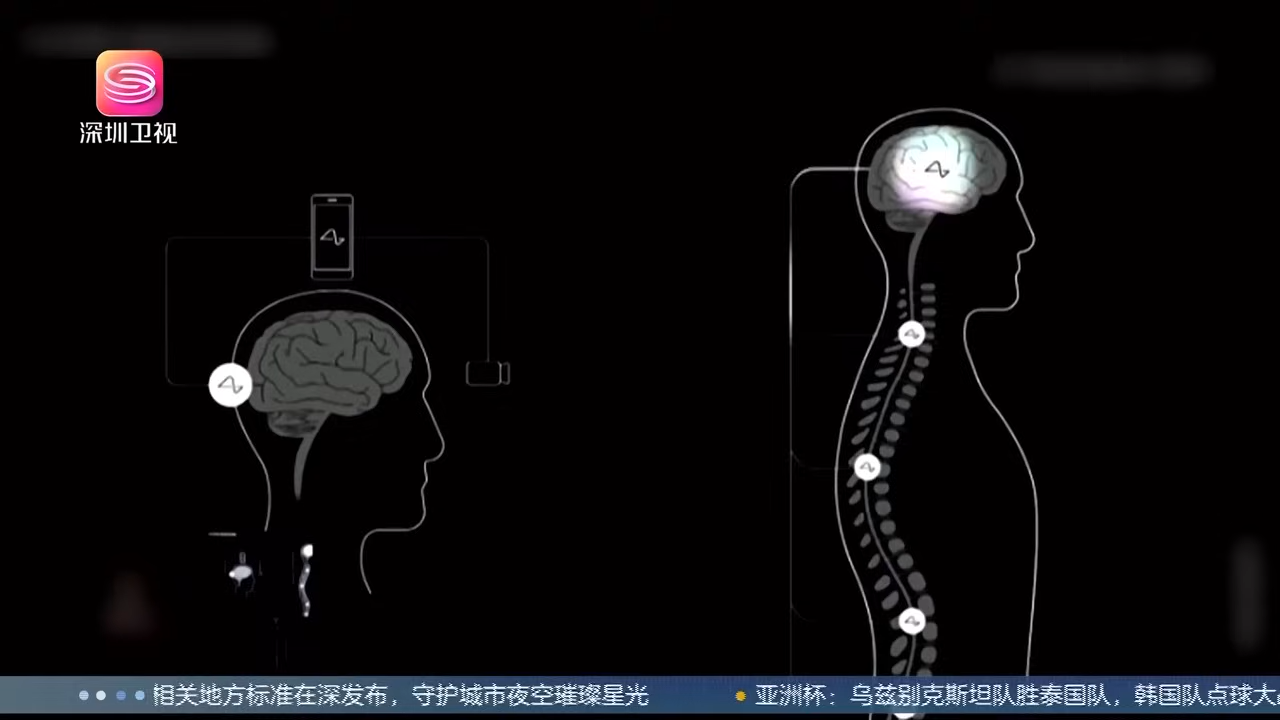 深圳卫视
相关地方标准在深发布，守护城市夜空璀璨星光
亚洲杯：乌兹别克斯坦队胜泰国队，韩国队点球大